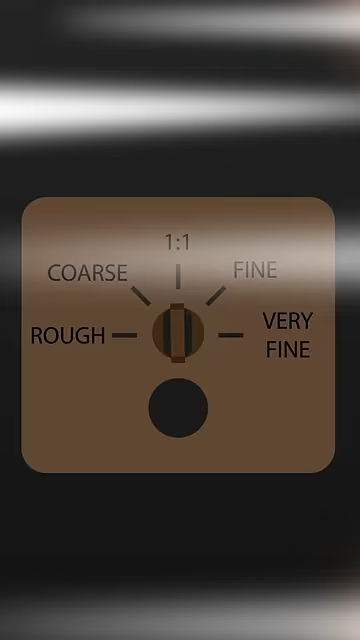 1:1
COARSE
FINE
ROUGH
VERY
FINE